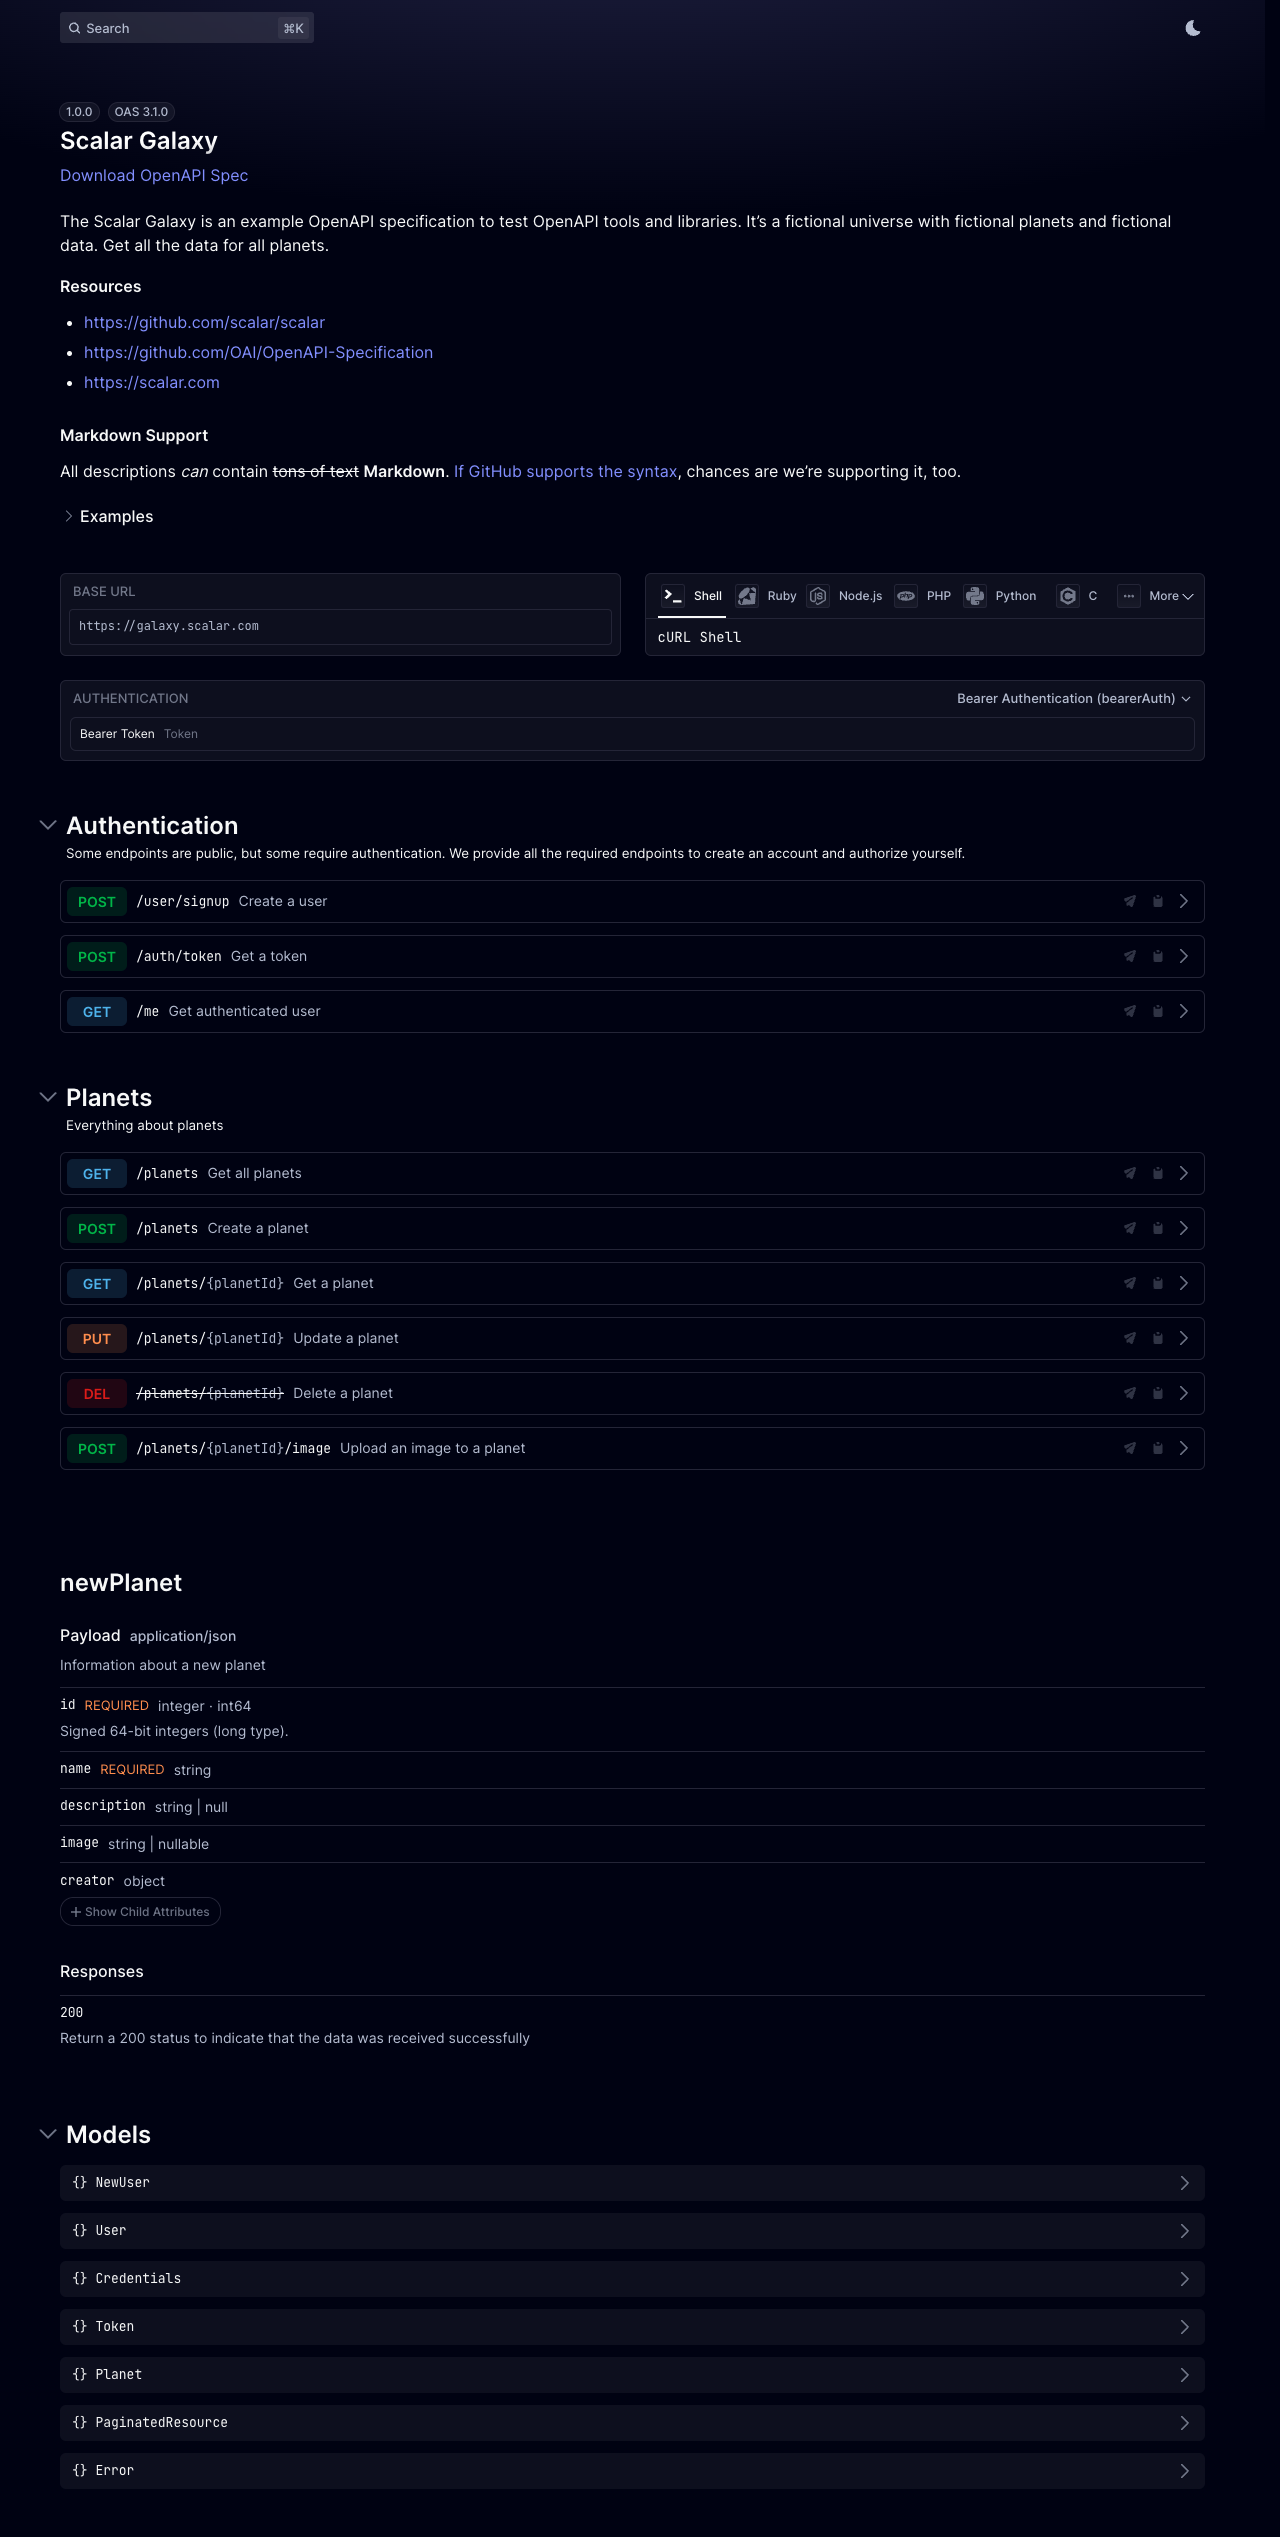 Search ⌘K
1.0.0 OAS 3.1.0
Scalar Galaxy
Download OpenAPI Spec
The Scalar Galaxy is an example OpenAPI specification to test OpenAPI tools and libraries. It’s a fictional universe with fictional planets and fictional
data. Get all the data for all planets.
Resources
• https://github.com/scalar/scalar
• https://github.com/OAI/OpenAPI-Specification
• https://scalar.com
Markdown Support
All descriptions can contain tons of text Markdown. If GitHub supports the syntax, chances are we’re supporting it, too.
Examples
BASE URL
https://galaxy.scalar.com
Shell Ruby Node.js PHP Python C More
cURL Shell
AUTHENTICATION Bearer Authentication (bearerAuth)
Bearer Token Token
Authentication
Some endpoints are public, but some require authentication. We provide all the required endpoints to create an account and authorize yourself.
POST /user/signup Create a user
POST /auth/token Get a token
GET /me Get authenticated user
Planets
Everything about planets
GET /planets Get all planets
POST /planets Create a planet
GET /planets/{planetId} Get a planet
PUT /planets/{planetId} Update a planet
DEL /planets/{planetId} Delete a planet
POST /planets/{planetId}/image Upload an image to a planet
newPlanet
Payload application/json
Information about a new planet
id REQUIRED integer · int64
Signed 64-bit integers (long type).
name REQUIRED string
description string | null
image string | nullable
creator object
+ Show Child Attributes
Responses
200
Return a 200 status to indicate that the data was received successfully
Models
{} NewUser
{} User
{} Credentials
{} Token
{} Planet
{} PaginatedResource
{} Error